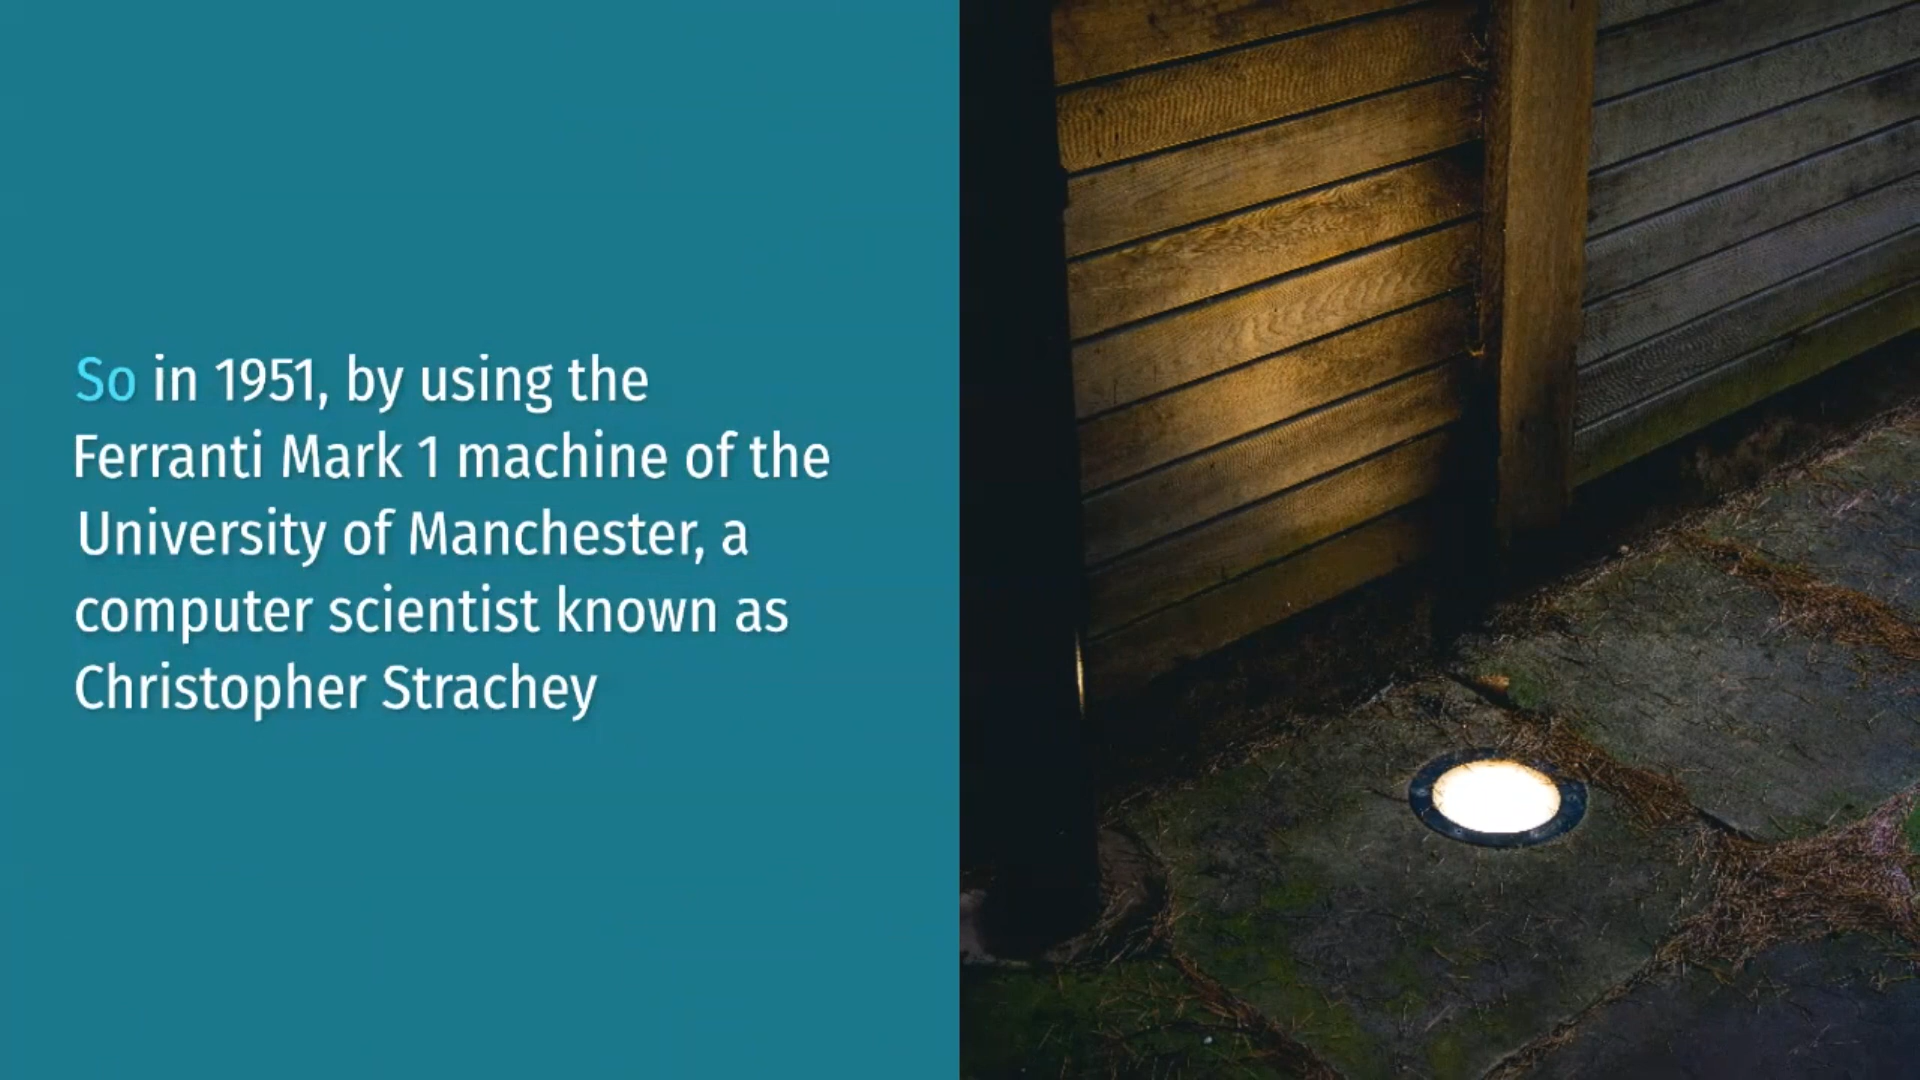 So in 1951, by using the
Ferranti Mark 1 machine of the
University of Manchester, a
computer scientist known as
Christopher Strachey